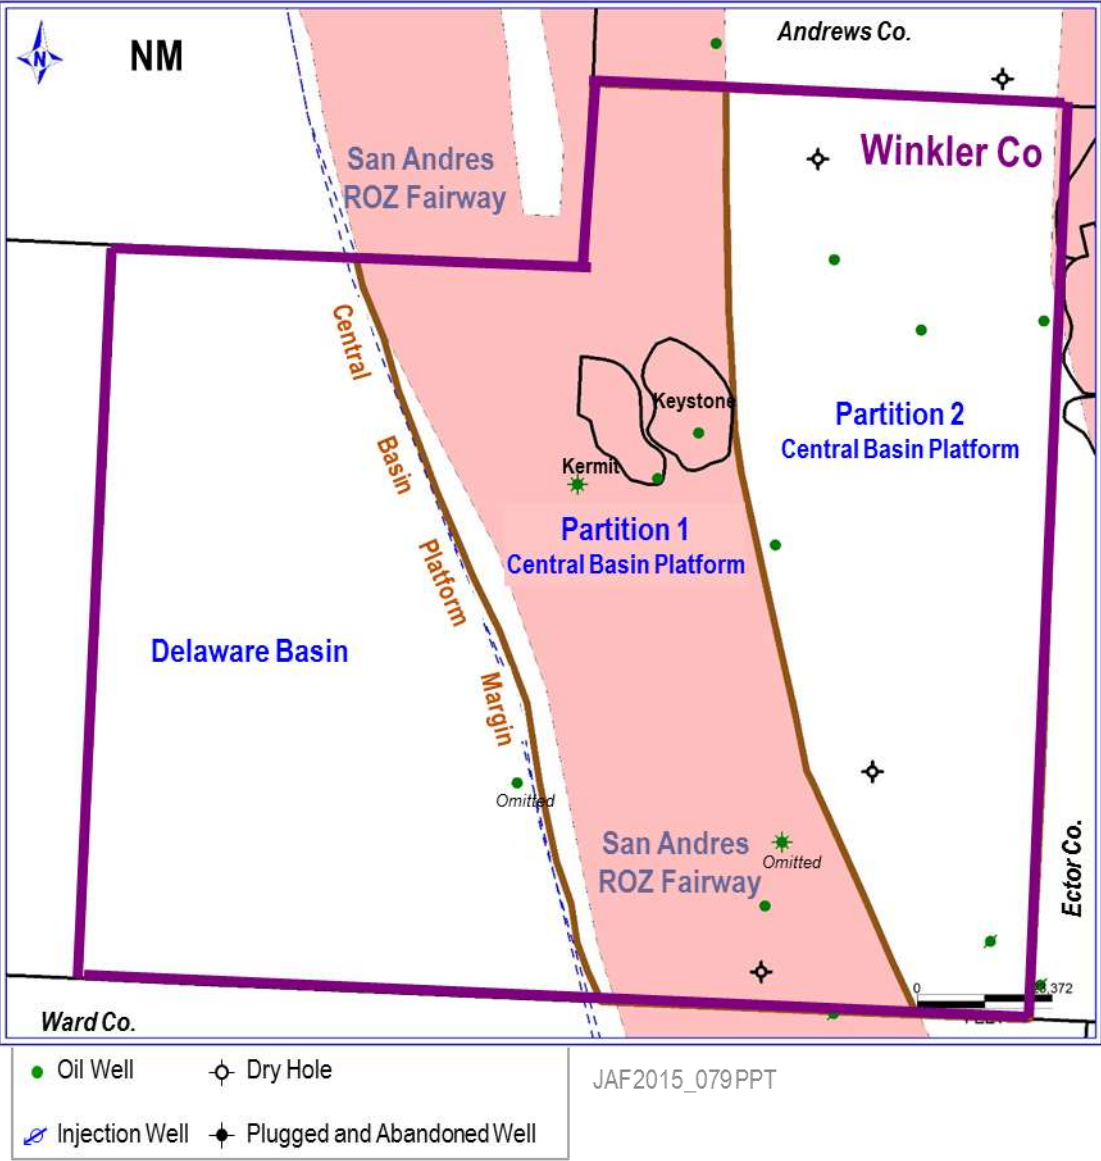 N
NM
Andrews Co.
Winkler Co
San Andres
ROZ Fairway
Central
Basin
Platform
Margin
Keystone
Kermit
Partition 1
Central Basin Platform
Partition 2
Central Basin Platform
Delaware Basin
Omitted
San Andres
ROZ Fairway
Omitted
Ector Co.
0
Ward Co.
Oil Well
Dry Hole
JAF2015_079PPT
Injection Well
Plugged and Abandoned Well